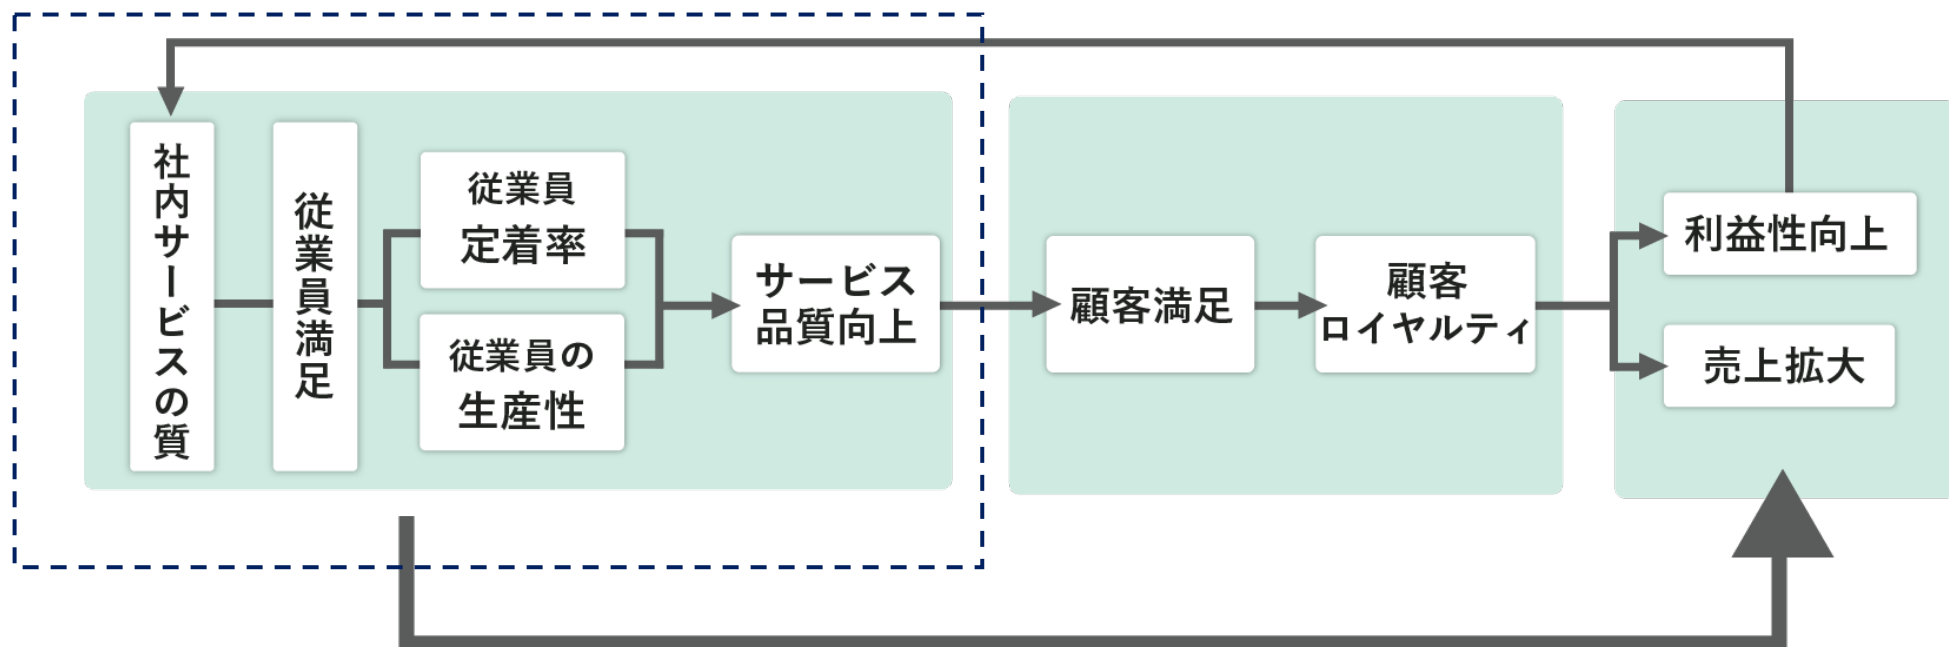 社内サービスの質
従業員満足
従業員
定着率
従業員の
生産性
サービス
品質向上
顧客満足
顧客
ロイヤルティ
利益性向上
売上拡大